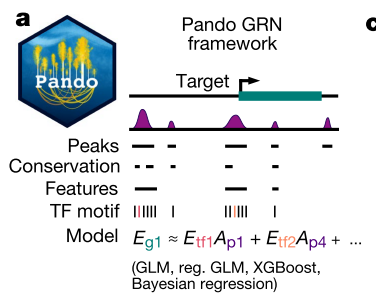 a
c
Pando GRN
framework
Pando
Target
Peaks
Conservation
Features
TF motif
Model Eg1 ≈ Etf1Ap1 + Etf2Ap4 + ...
(GLM, reg. GLM, XGBoost,
Bayesian regression)